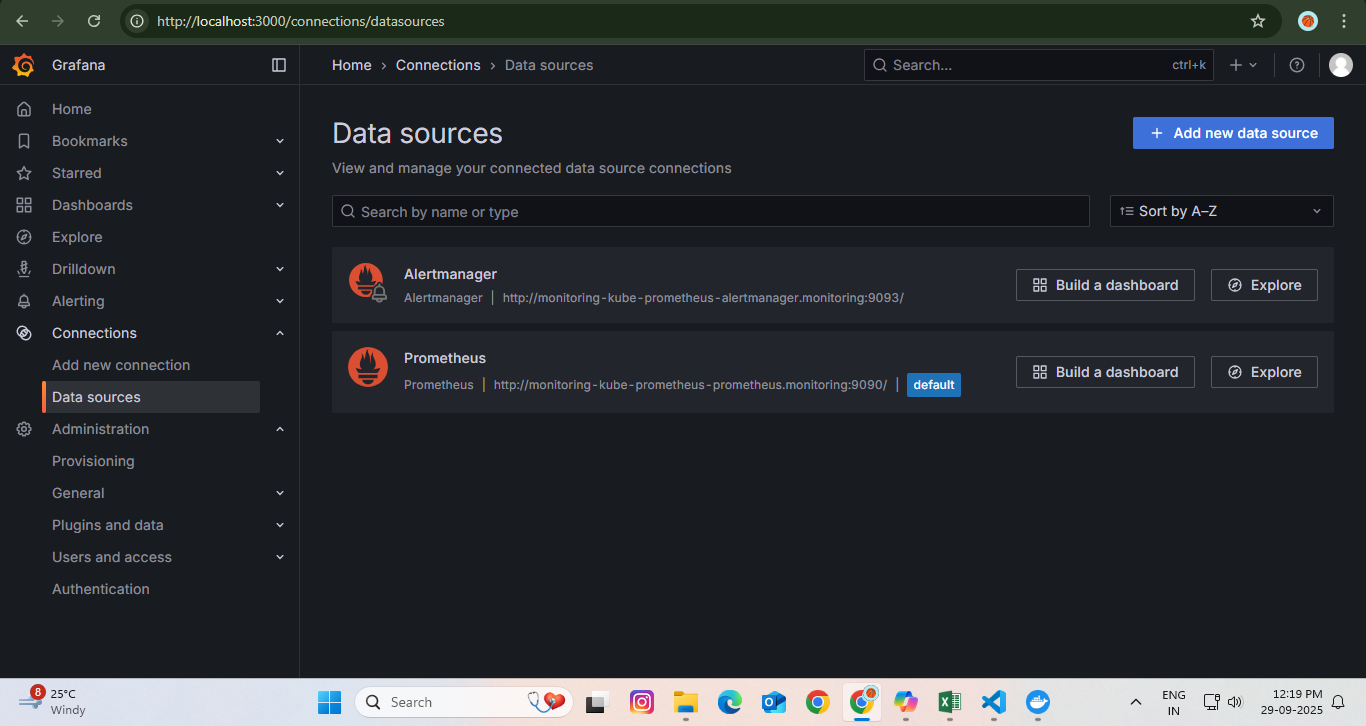 http://localhost:3000/connections/datasources
Grafana
Home › Connections › Data sources
Search...
ctrl+k
Home
Bookmarks
Starred
Dashboards
Explore
Drilldown
Alerting
Connections
Add new connection
Data sources
Administration
Provisioning
General
Plugins and data
Users and access
Authentication
Data sources
Add new data source
View and manage your connected data source connections
Search by name or type
Sort by A–Z
Alertmanager
Alertmanager | http://monitoring-kube-prometheus-alertmanager.monitoring:9093/
Build a dashboard
Explore
Prometheus
Prometheus | http://monitoring-kube-prometheus-prometheus.monitoring:9090/ | default
Build a dashboard
Explore
8
25°C
Windy
Search
ENG
IN
12:19 PM
29-09-2025